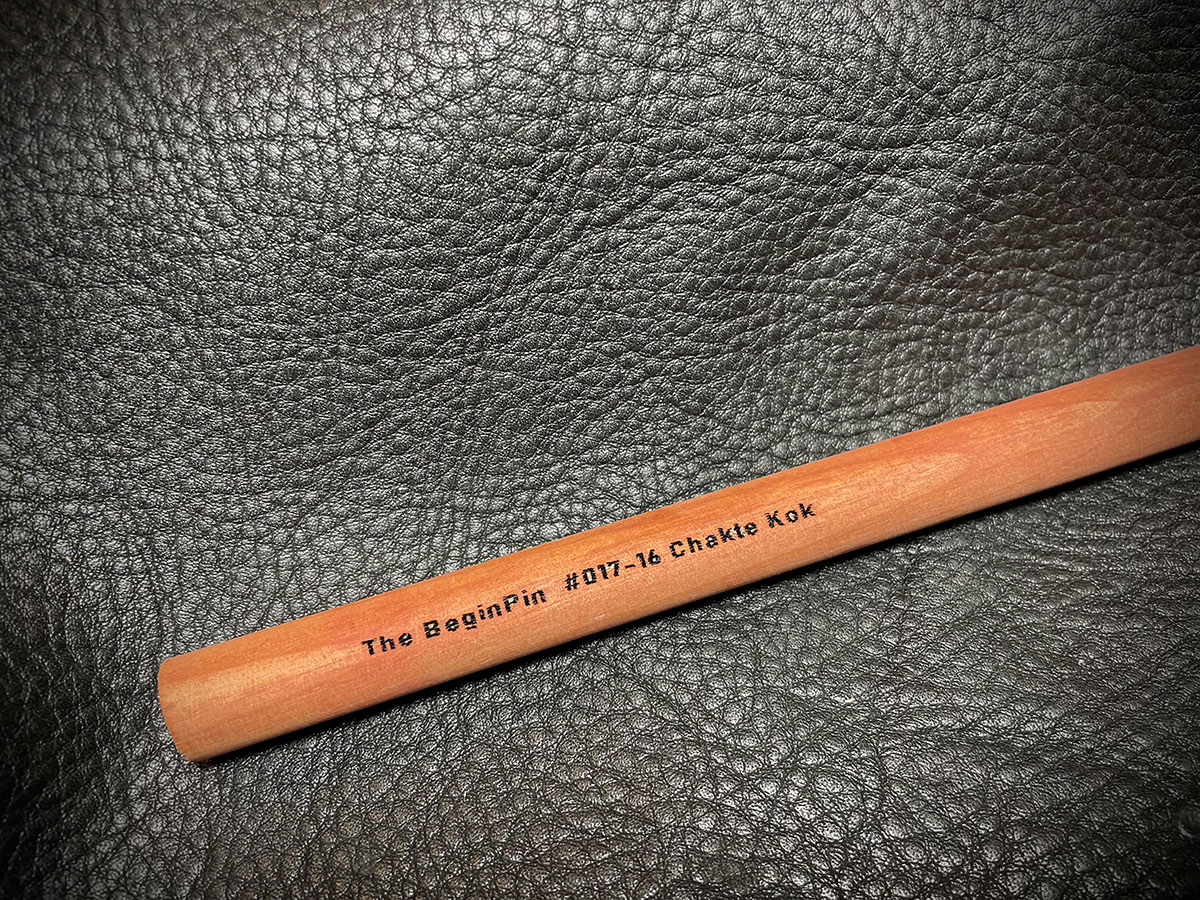 The BeginPin #017-16 Chakte Kok